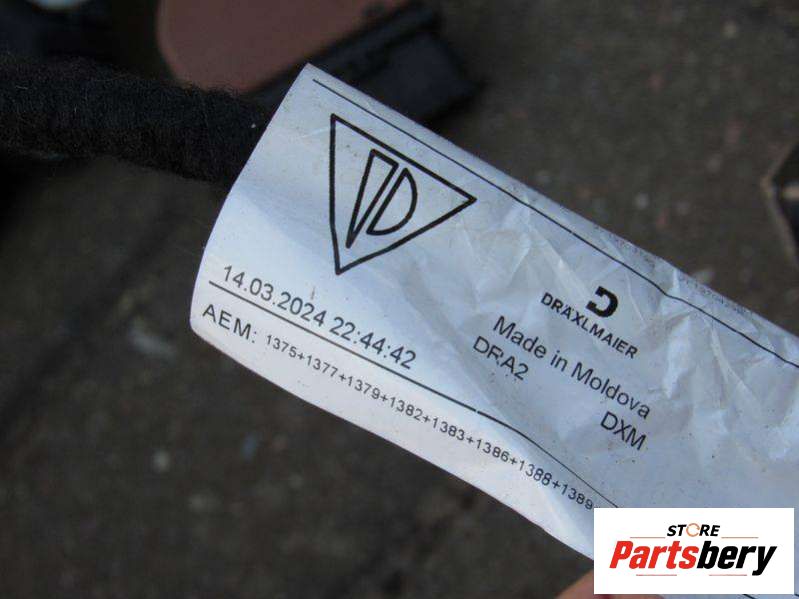 14.03.2024 22:44:42
DRÄXLMAIER
Made in Moldova
DRA2 DXM
AEM: 1375+1377+1379+1382+1383+1386+1388+1389
STORE
Partsbery